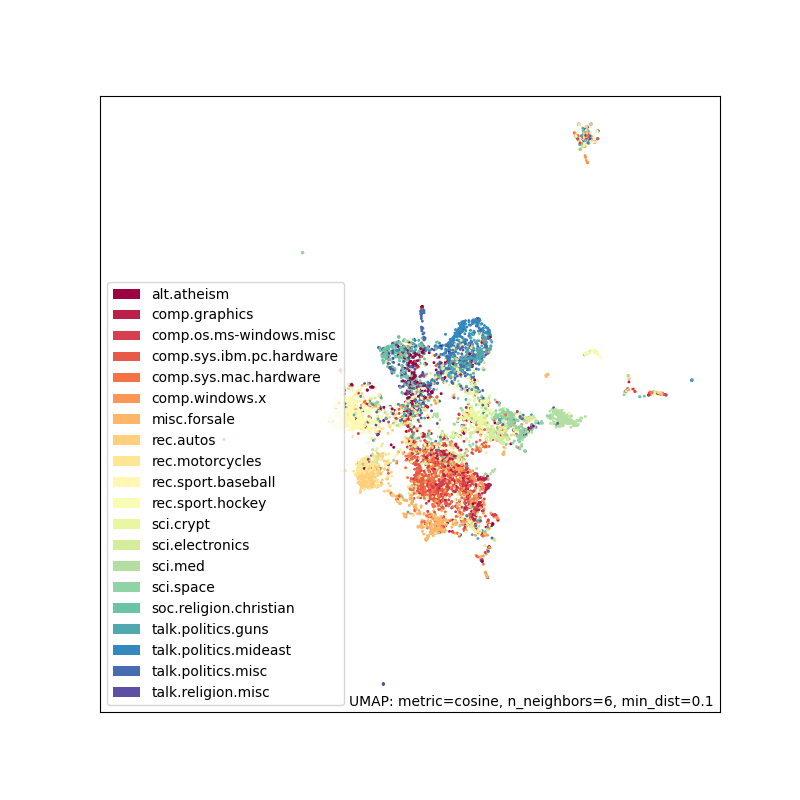 alt.atheism
comp.graphics
comp.os.ms-windows.misc
comp.sys.ibm.pc.hardware
comp.sys.mac.hardware
comp.windows.x
misc.forsale
rec.autos
rec.motorcycles
rec.sport.baseball
rec.sport.hockey
sci.crypt
sci.electronics
sci.med
sci.space
soc.religion.christian
talk.politics.guns
talk.politics.mideast
talk.politics.misc
talk.religion.misc
UMAP: metric=cosine, n_neighbors=6, min_dist=0.1